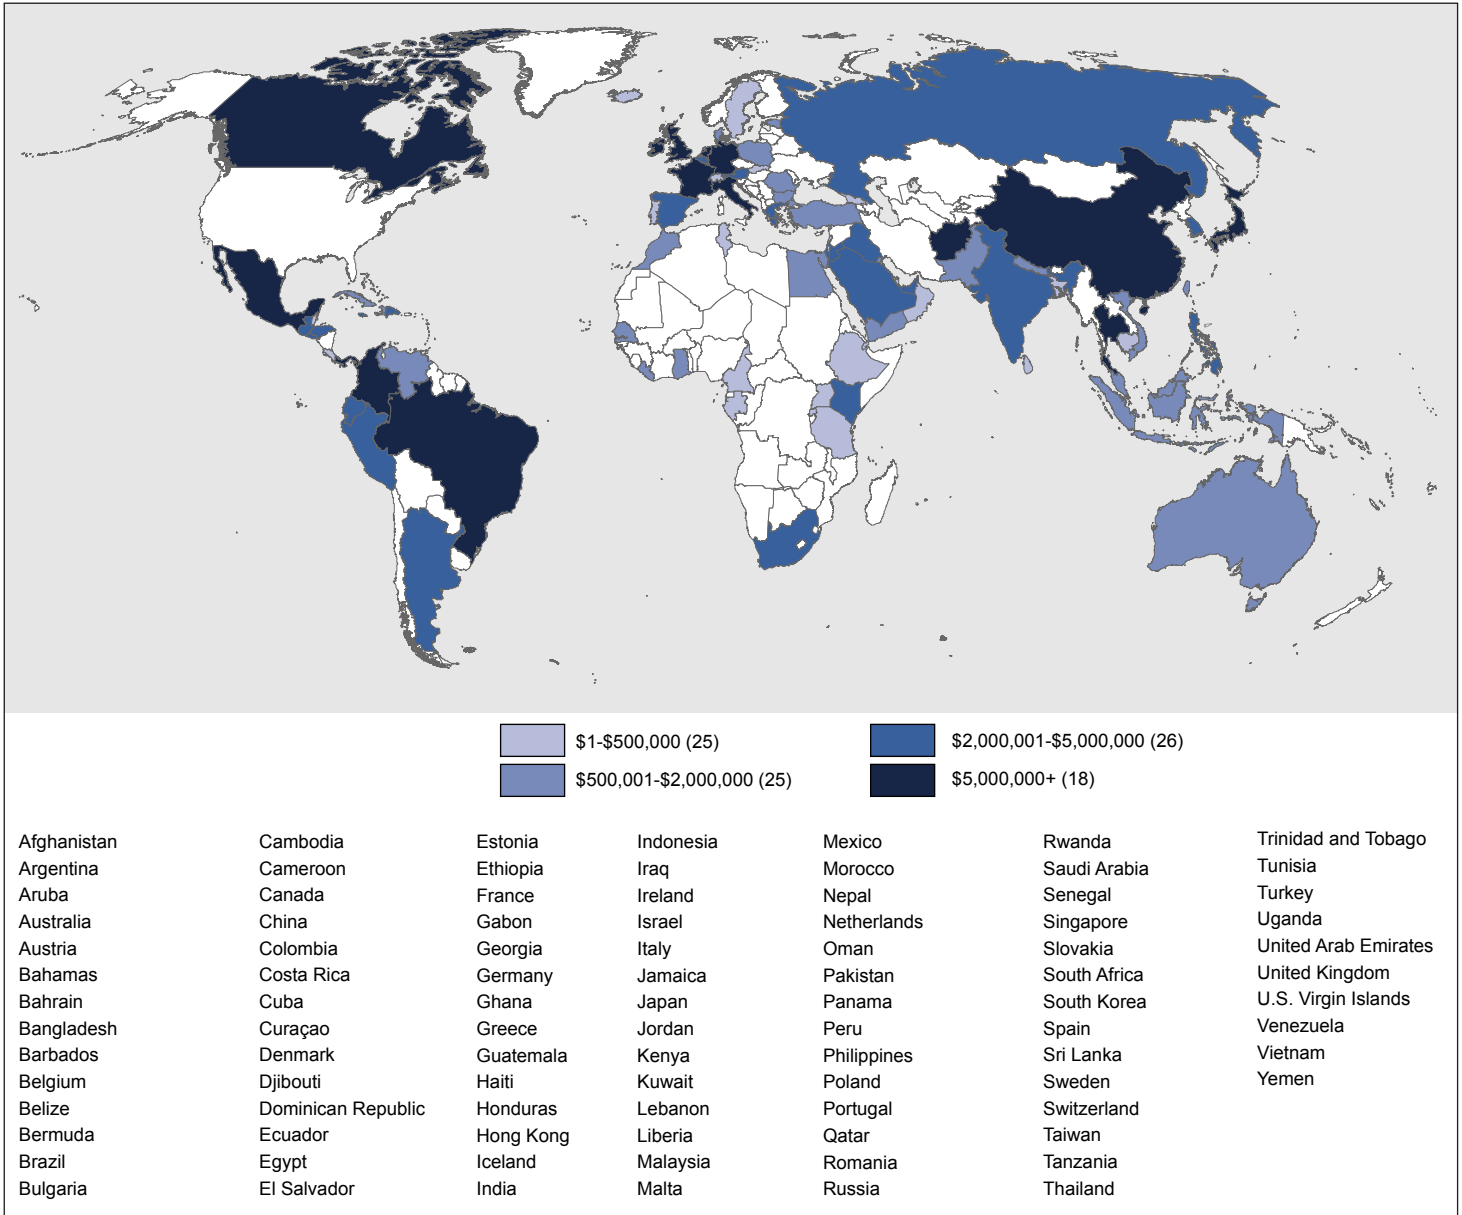 $1-$500,000 (25)
$500,001-$2,000,000 (25)
$2,000,001-$5,000,000 (26)
$5,000,000+ (18)
Afghanistan
Argentina
Aruba
Australia
Austria
Bahamas
Bahrain
Bangladesh
Barbados
Belgium
Belize
Bermuda
Brazil
Bulgaria
Cambodia
Cameroon
Canada
China
Colombia
Costa Rica
Cuba
Curaçao
Denmark
Djibouti
Dominican Republic
Ecuador
Egypt
El Salvador
Estonia
Ethiopia
France
Gabon
Georgia
Germany
Ghana
Greece
Guatemala
Haiti
Honduras
Hong Kong
Iceland
India
Indonesia
Iraq
Ireland
Israel
Italy
Jamaica
Japan
Jordan
Kenya
Kuwait
Lebanon
Liberia
Malaysia
Malta
Mexico
Morocco
Nepal
Netherlands
Oman
Pakistan
Panama
Peru
Philippines
Poland
Portugal
Qatar
Romania
Russia
Rwanda
Saudi Arabia
Senegal
Singapore
Slovakia
South Africa
South Korea
Spain
Sri Lanka
Sweden
Switzerland
Taiwan
Tanzania
Thailand
Trinidad and Tobago
Tunisia
Turkey
Uganda
United Arab Emirates
United Kingdom
U.S. Virgin Islands
Venezuela
Vietnam
Yemen